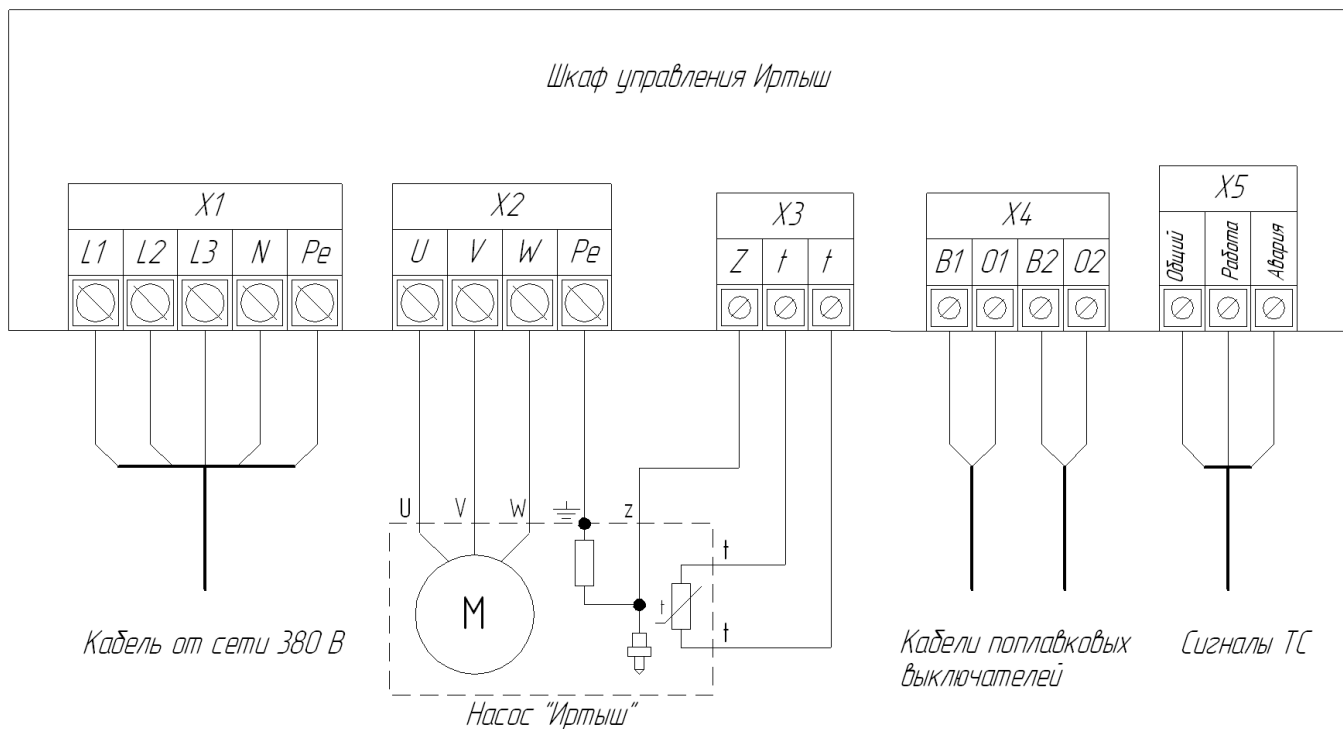 Шкаф управления Иртыш
X1
L1 L2 L3 N Pe
X2
U V W Pe
X3
Z t t
X4
B1 O1 B2 O2
X5
Общий Работа Авария
U V W z
t
M
t
t
Кабель от сети 380 В
Насос "Иртыш"
Кабели поплавковых
выключателей
Сигналы ТС